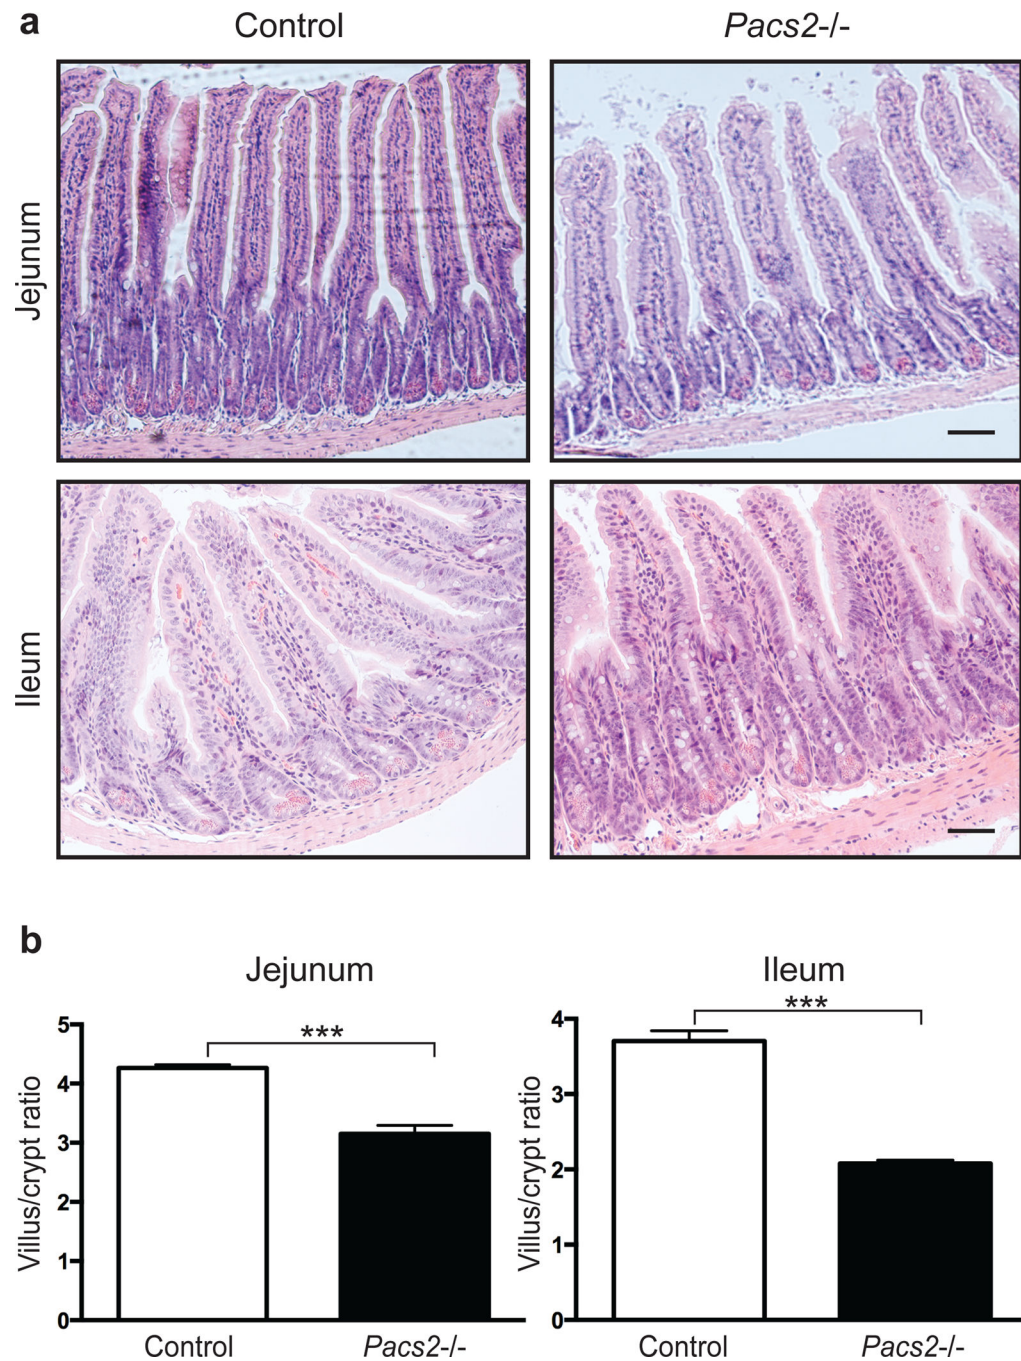 a
Control
Pacs2-/-
Jejunum
Ileum
b
Jejunum
Ileum
Villus/crypt ratio
5
4
3
2
1
0
***
Control
Pacs2-/-
Villus/crypt ratio
4
3
2
1
0
***
Control
Pacs2-/-